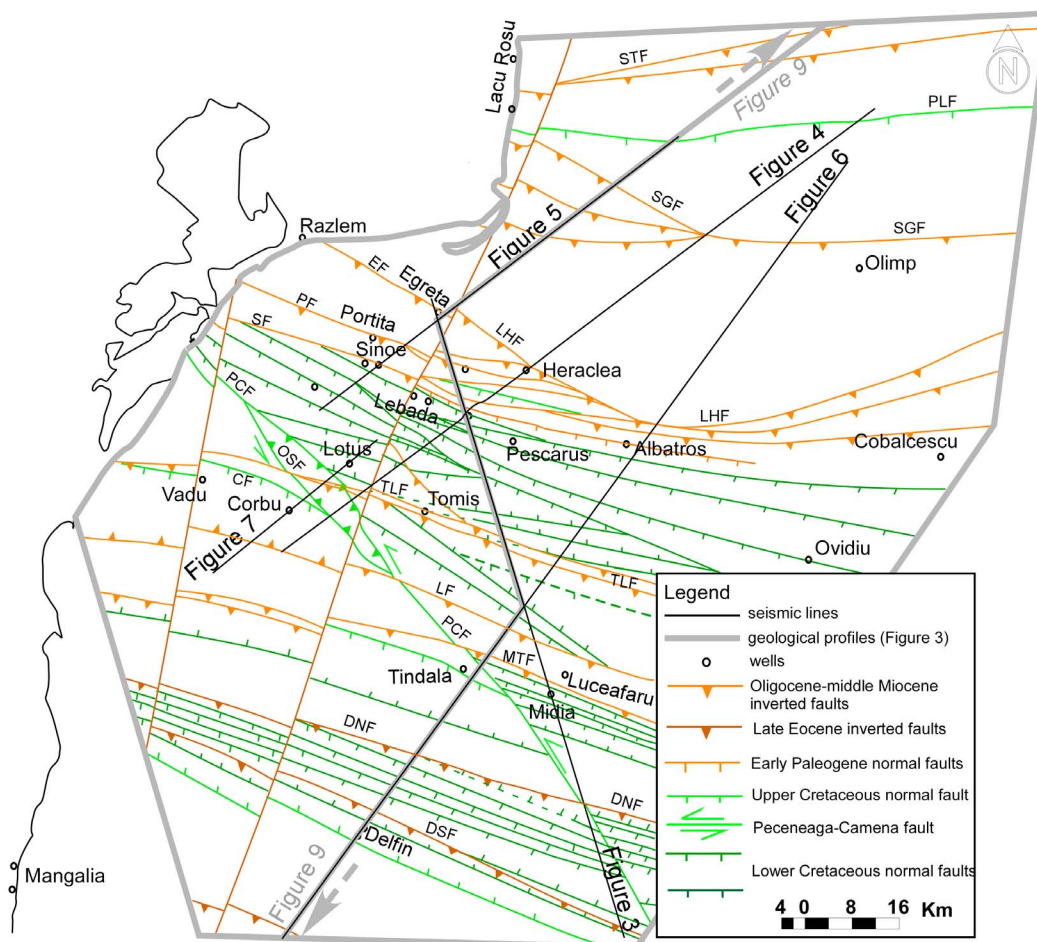 STF
Figure 9
N
Lacu Rosu
PLF
Figure 4
Figure 6
SGF
SGF
Figure 5
Razlem
Olimp
EF
Egreta
PF
Portita
LHF
SF
Sinoe
Heraclea
PCF
Lebada
LHF
Pescarus
Albatros
Cobalcescu
OSF
Lotus
Vadu
CF
Corbu
TLF
Tomis
Ovidiu
Figure 7
TLF
LF
PCF
MTF
Tindala
Luceafaru
Midia
DNF
DNF
DSF
Delfin
Figure 9
Figure 3
Mangalia
Legend
seismic lines
geological profiles (Figure 3)
wells
Oligocene-middle Miocene
inverted faults
Late Eocene inverted faults
Early Paleogene normal faults
Upper Cretaceous normal fault
Peceneaga-Camena fault
Lower Cretaceous normal faults
4 0 8 16 Km